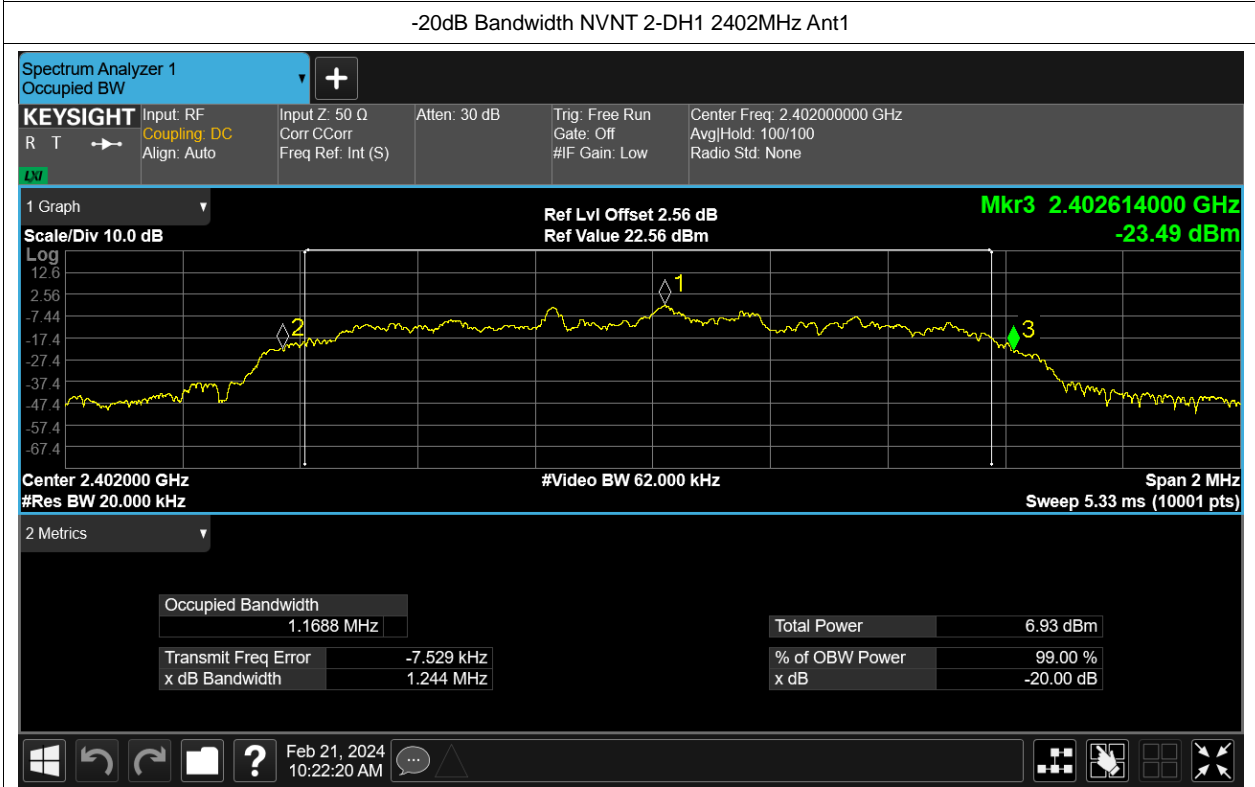 -20dB Bandwidth NVNT 2-DH1 2402MHz Ant1
Spectrum Analyzer 1
Occupied BW
KEYSIGHT
R T
LXI
Input: RF
Coupling: DC
Align: Auto
Input Z: 50 Ω
Corr CCorr
Freq Ref: Int (S)
Atten: 30 dB
Trig: Free Run
Gate: Off
#IF Gain: Low
Center Freq: 2.402000000 GHz
Avg|Hold: 100/100
Radio Std: None
1 Graph
Scale/Div 10.0 dB
Ref Lvl Offset 2.56 dB
Ref Value 22.56 dBm
Mkr3 2.402614000 GHz
-23.49 dBm
Log
12.6
2.56
-7.44
-17.4
-27.4
-37.4
-47.4
-57.4
-67.4
1
2
3
Center 2.402000 GHz
#Res BW 20.000 kHz
#Video BW 62.000 kHz
Span 2 MHz
Sweep 5.33 ms (10001 pts)
2 Metrics
Occupied Bandwidth
1.1688 MHz
Transmit Freq Error -7.529 kHz
x dB Bandwidth 1.244 MHz
Total Power 6.93 dBm
% of OBW Power 99.00 %
x dB -20.00 dB
?
Feb 21, 2024
10:22:20 AM